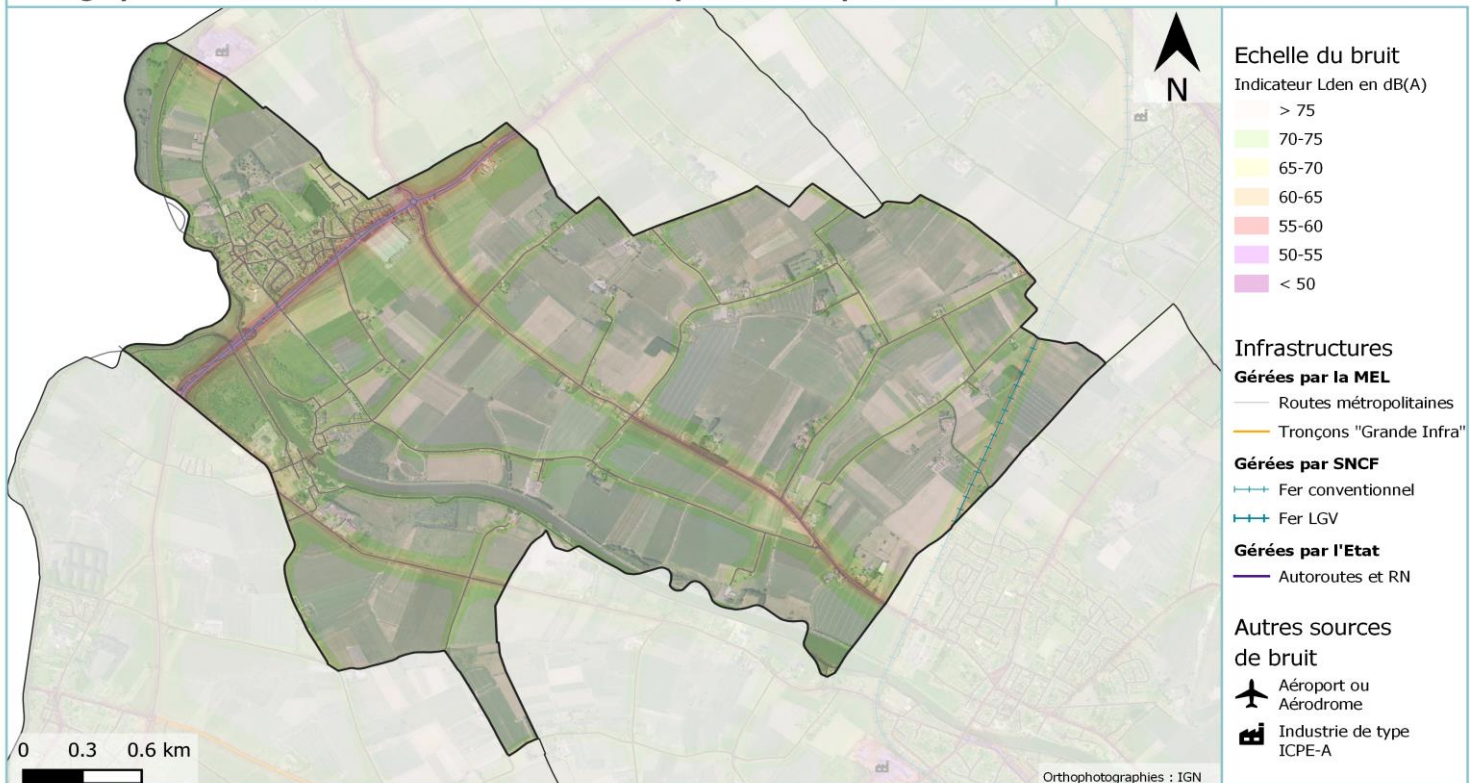 N
Echelle du bruit
Indicateur Lden en dB(A)
> 75
70-75
65-70
60-65
55-60
50-55
< 50
Infrastructures
Gérées par la MEL
Routes métropolitaines
Tronçons "Grande Infra"
Gérées par SNCF
Fer conventionnel
Fer LGV
Gérées par l'Etat
Autoroutes et RN
Autres sources
de bruit
Aéroport ou
Aérodrome
Industrie de type
ICPE-A
0 0.3 0.6 km
Orthophotographies : IGN